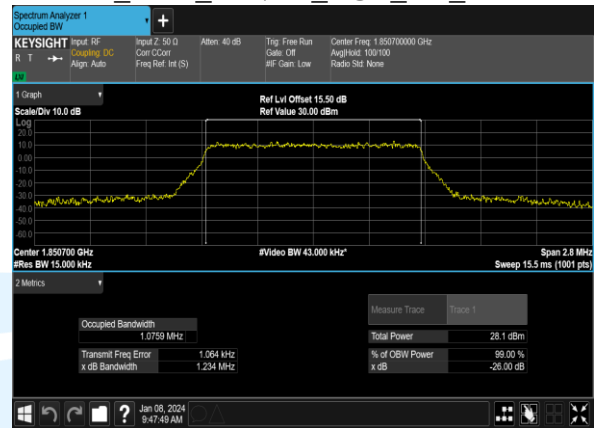 Spectrum Analyzer 1
Occupied BW
+
KEYSIGHT Input: RF Input Z: 50 Ω Atten: 40 dB Trig: Free Run Center Freq: 1.850700000 GHz
R T Coupling: DC Corr CCorr Gate: Off Avg|Hold: 100/100
Align: Auto Freq Ref: Int (S) #IF Gain: Low Radio Std: None
LV
1 Graph
Ref Lvl Offset 15.50 dB
Scale/Div 10.0 dB Ref Value 30.00 dBm
Log
20.0
10.0
0.00
-10.0
-20.0
-30.0
-40.0
-50.0
-60.0
Center 1.850700 GHz #Video BW 43.000 kHz* Span 2.8 MHz
#Res BW 15.000 kHz Sweep 15.5 ms (1001 pts)
2 Metrics
Measure Trace Trace 1
Occupied Bandwidth
1.0759 MHz Total Power 28.1 dBm
Transmit Freq Error 1.064 kHz % of OBW Power 99.00 %
x dB Bandwidth 1.234 MHz x dB -26.00 dB
? Jan 08, 2024
9:47:49 AM